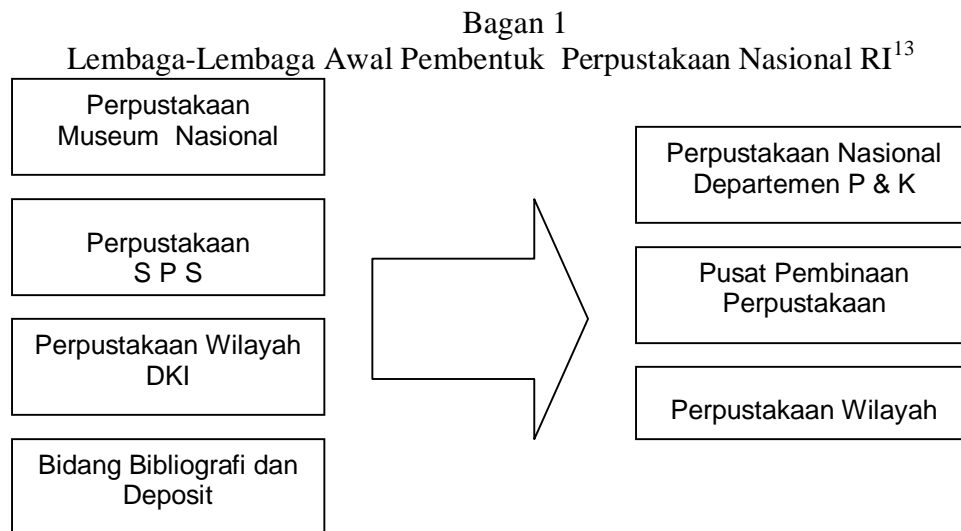 Bagan 1
Lembaga-Lembaga Awal Pembentuk Perpustakaan Nasional RI13
Perpustakaan
Museum Nasional
Perpustakaan
S P S
Perpustakaan Wilayah
DKI
Bidang Bibliografi dan
Deposit
Perpustakaan Nasional
Departemen P & K
Pusat Pembinaan
Perpustakaan
Perpustakaan Wilayah